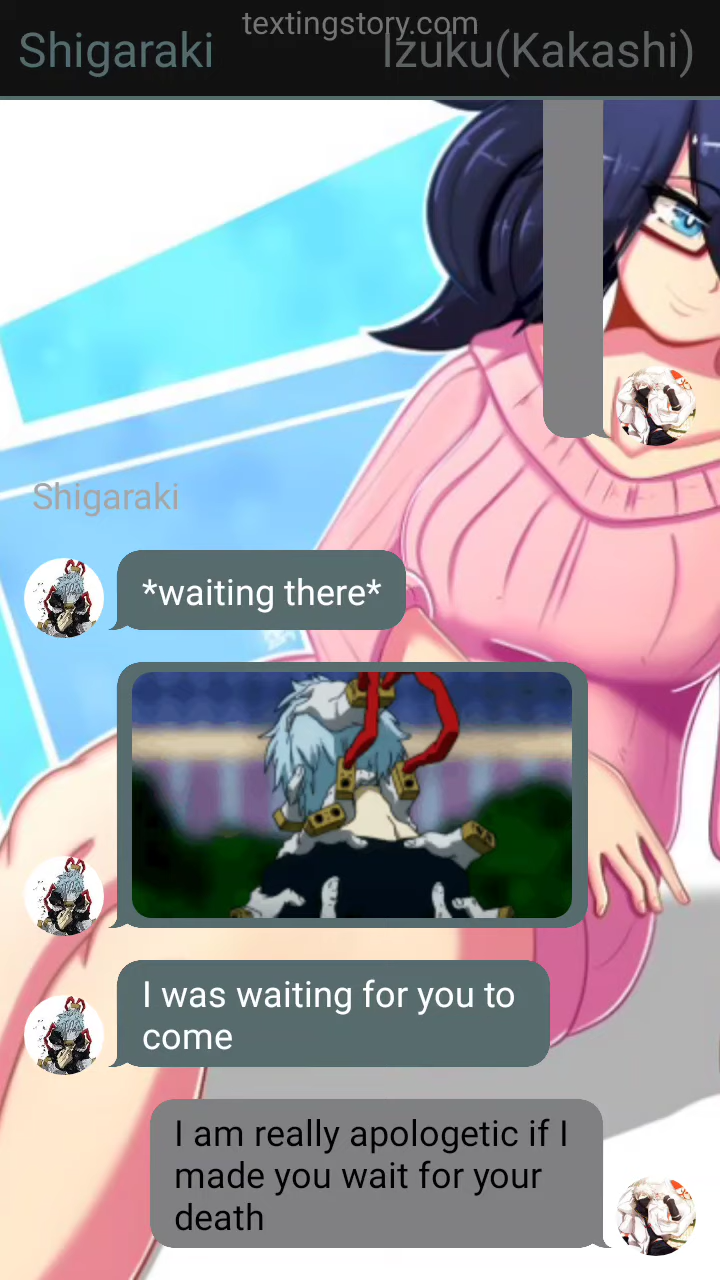 textingstory.com
Shigaraki
Izuku(Kakashi)
Shigaraki
*waiting there*
I was waiting for you to
come
I am really apologetic if I
made you wait for your
death